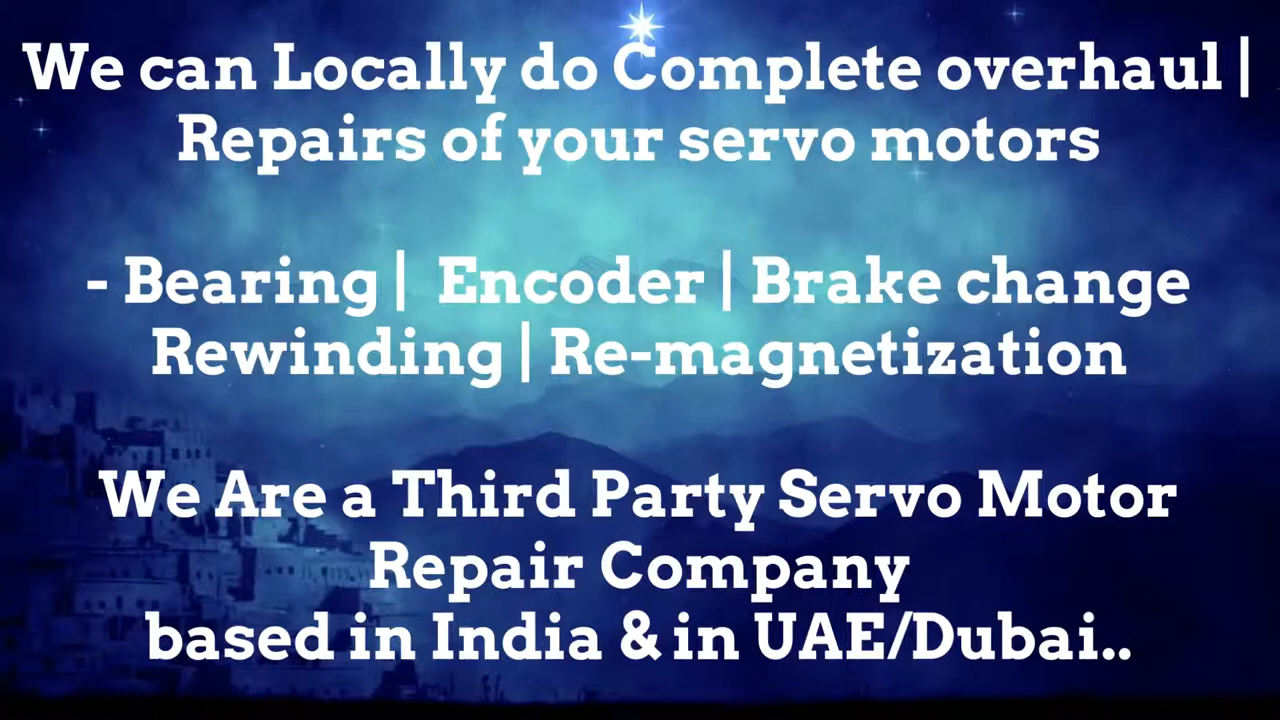 We can Locally do Complete overhaul |
Repairs of your servo motors
- Bearing | Encoder | Brake change
Rewinding | Re-magnetization
We Are a Third Party Servo Motor
Repair Company
based in India & in UAE/Dubai..